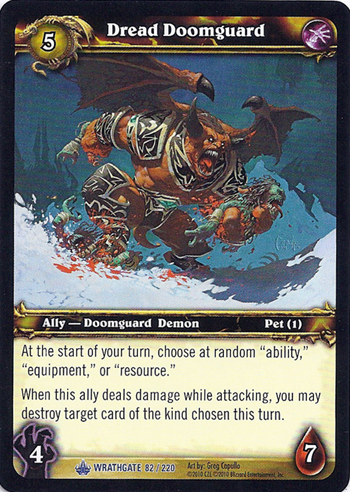 5
Dread Doomguard
Ally — Doomguard Demon Pet (1)
At the start of your turn, choose at random “ability,”
“equipment,” or “resource.”
When this ally deals damage while attacking, you may
destroy target card of the kind chosen this turn.
4
WRATHGATE 82 / 220
Art by: Greg Capullo
©2010 CZE ©2010 Blizzard Entertainment, Inc.
7